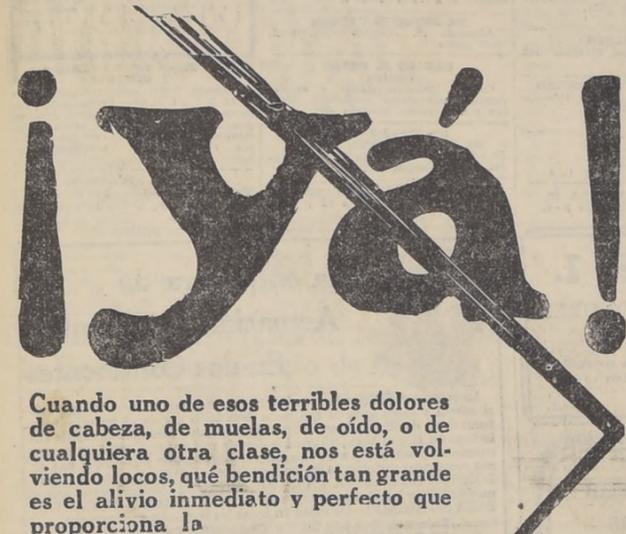 ¡yá!
Cuando uno de esos terribles dolores
de cabeza, de muelas, de oído, o de
cualquiera otra clase, nos está vol-
viendo locos, qué bendición tan grande
es el alivio inmediato y perfecto que
proporciona la